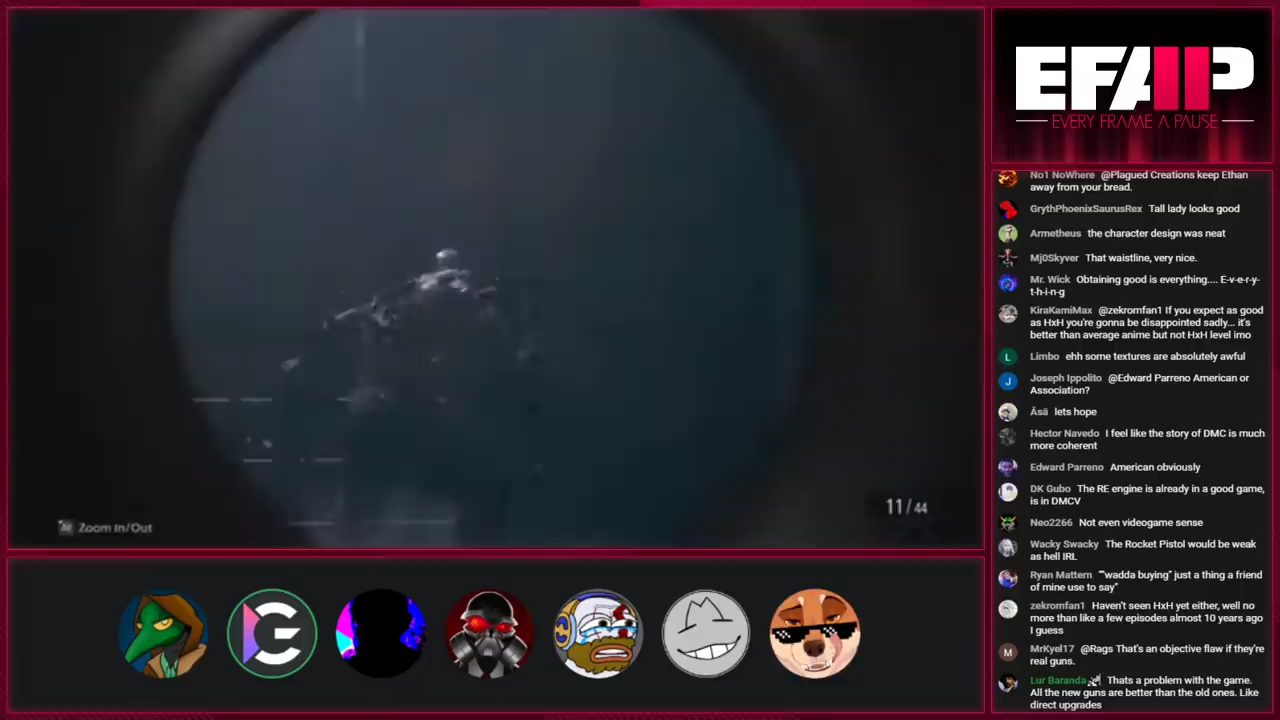 EFAP
EVERY FRAME A PAUSE
No1 NoWhere @Plagued Creations keep Ethan
away from your bread.
GrythPhoenixSaurusRex Tall lady looks good
Armetheus the character design was neat
Mj0Skyver That waistline, very nice.
Mr. Wick Obtaining good is everything.... E-v-e-r-y-
t-h-i-n-g
KiraKamiMax @zekromfan1 If you expect as good
as HxH you're gonna be disappointed sadly... it's
better than average anime but not HxH level imo
L Limbo ehh some textures are absolutely awful
J Joseph Ippolito @Edward Parreno American or
Association?
Äsä lets hope
Hector Navedo I feel like the story of DMC is much
more coherent
Edward Parreno American obviously
DK Gubo The RE engine is already in a good game,
is in DMCV
Neo2266 Not even videogame sense
Wacky Swacky The Rocket Pistol would be weak
as hell IRL
Ryan Mattern ""wadda buying" just a thing a friend
of mine use to say"
zekromfan1 Haven't seen HxH yet either, well no
more than like a few episodes almost 10 years ago
I guess
M MrKyel17 @Rags That's an objective flaw if they're
real guns.
Lur Baranda Thats a problem with the game.
All the new guns are better than the old ones. Like
direct upgrades
11/44
Zoom In/Out